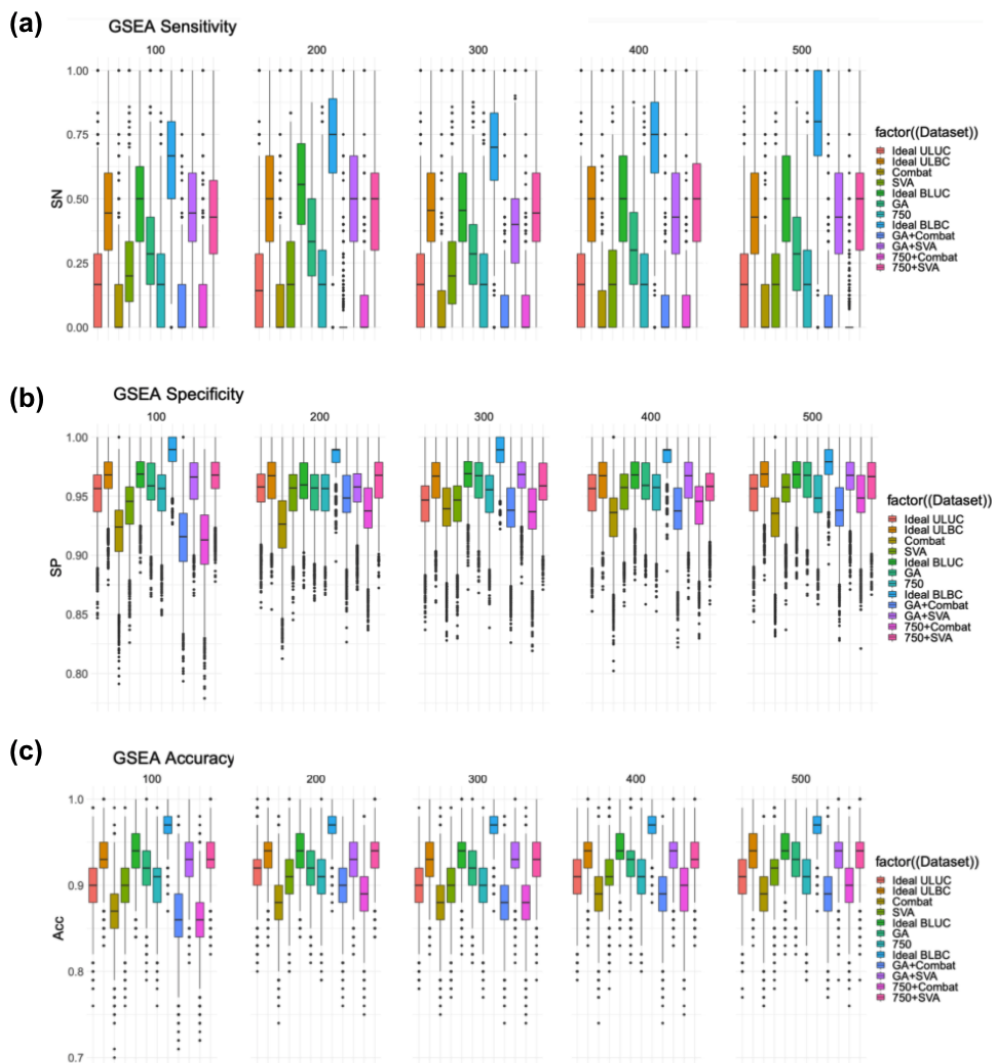 (a)
GSEA Sensitivity
100 200 300 400 500
1.00
0.75
0.50
0.25
0.00
SN
factor((Dataset))
Ideal ULUC
Ideal ULBC
Combat
SVA
Ideal BLUC
GA
750
Ideal BLBC
GA+Combat
GA+SVA
750+Combat
750+SVA
(b)
GSEA Specificity
100 200 300 400 500
1.00
0.95
0.90
0.85
0.80
SP
factor((Dataset))
Ideal ULUC
Ideal ULBC
Combat
SVA
Ideal BLUC
GA
750
Ideal BLBC
GA+Combat
GA+SVA
750+Combat
750+SVA
(c)
GSEA Accuracy
100 200 300 400 500
1.0
0.9
0.8
0.7
Acc
factor((Dataset))
Ideal ULUC
Ideal ULBC
Combat
SVA
Ideal BLUC
GA
750
Ideal BLBC
GA+Combat
GA+SVA
750+Combat
750+SVA